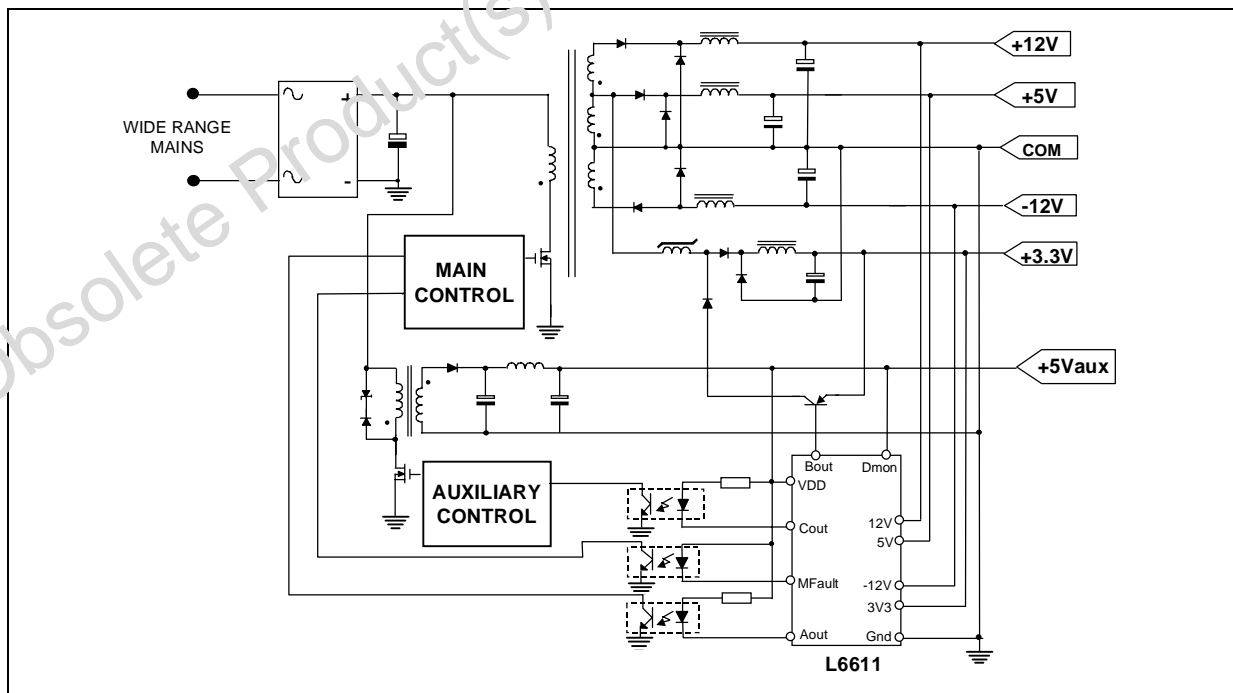 Obsolete Product(s)
+12V
+5V
WIDE RANGE
MAINS
+
-
COM
-12V
+3.3V
MAIN
CONTROL
+5Vaux
AUXILIARY
CONTROL
Bout
Dmon
VDD
Cout
12V
5V
MFault
-12V
3V3
Aout
Gnd
L6611